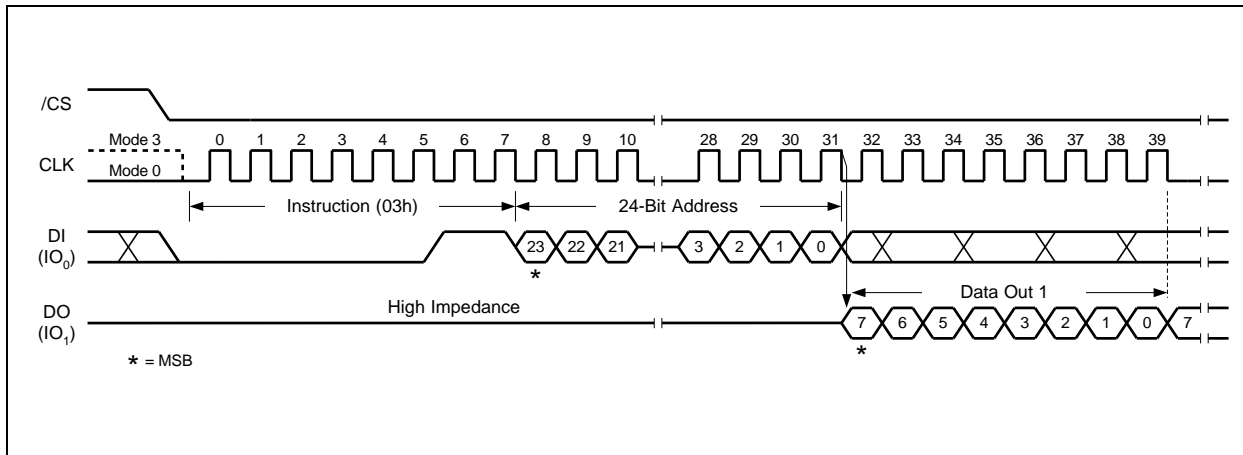 /CS
Mode 3 0 1 2 3 4 5 6 7 8 9 10 28 29 30 31 32 33 34 35 36 37 38 39
CLK
Mode 0
Instruction (03h) 24-Bit Address
DI
(IO₀)
23 22 21 3 2 1 0
*
Data Out 1
High Impedance
DO
(IO₁)
7 6 5 4 3 2 1 0 7
*
* = MSB